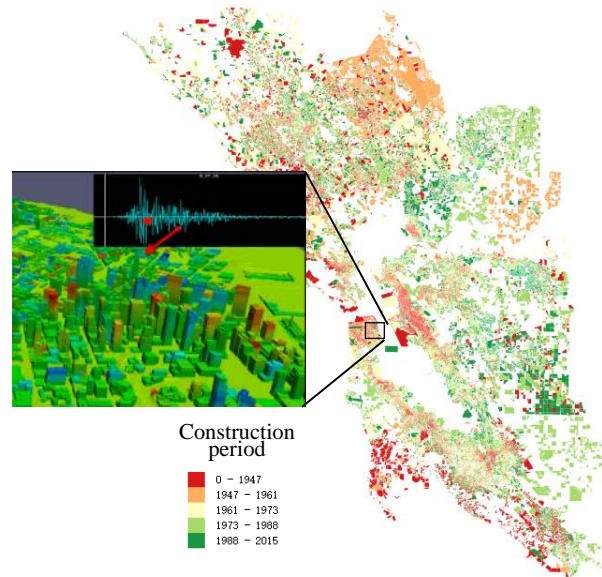 Construction
period
0 - 1947
1947 - 1961
1961 - 1973
1973 - 1988
1988 - 2015